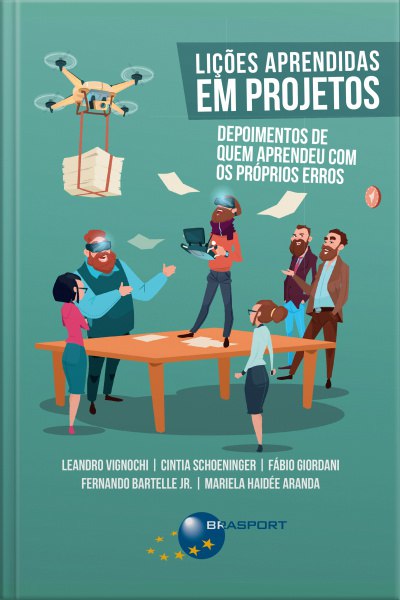 LIÇÕES APRENDIDAS
EM PROJETOS
DEPOIMENTOS DE
QUEM APRENDEU COM
OS PRÓPRIOS ERROS
LEANDRO VIGNOCHI | CINTIA SCHOENINGER | FÁBIO GIORDANI
FERNANDO BARTELLE JR. | MARIELA HAIDÉE ARANDA
BRASPORT